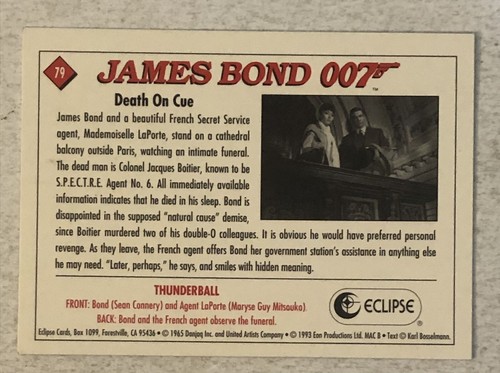 79
JAMES BOND 007
TM
Death On Cue
James Bond and a beautiful French Secret Service
agent, Mademoiselle LaPorte, stand on a cathedral
balcony outside Paris, watching an intimate funeral.
The dead man is Colonel Jacques Boitier, known to be
S.P.E.C.T.R.E. Agent No. 6. All immediately available
information indicates that he died in his sleep. Bond is
disappointed in the supposed “natural cause” demise,
since Boitier murdered two of his double-O colleagues. It is obvious he would have preferred personal
revenge. As they leave, the French agent offers Bond her government station's assistance in anything else
he may need. “Later, perhaps,” he says, and smiles with hidden meaning.
THUNDERBALL
FRONT: Bond (Sean Connery) and Agent LaPorte (Maryse Guy Mitsouko).
BACK: Bond and the French agent observe the funeral.
ECLIPSE
Eclipse Cards, Box 1099, Forestville, CA 95436 • © 1965 Danjaq Inc. and United Artists Company • © 1993 Eon Productions Ltd. MAC B • Text © Karl Bosselmann.